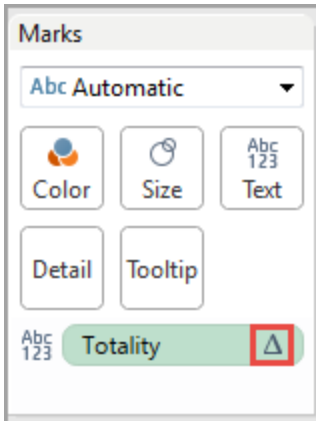 Marks
Abc Automatic
Color
Size
Abc
123
Text
Detail
Tooltip
Abc
123
Totality Δ